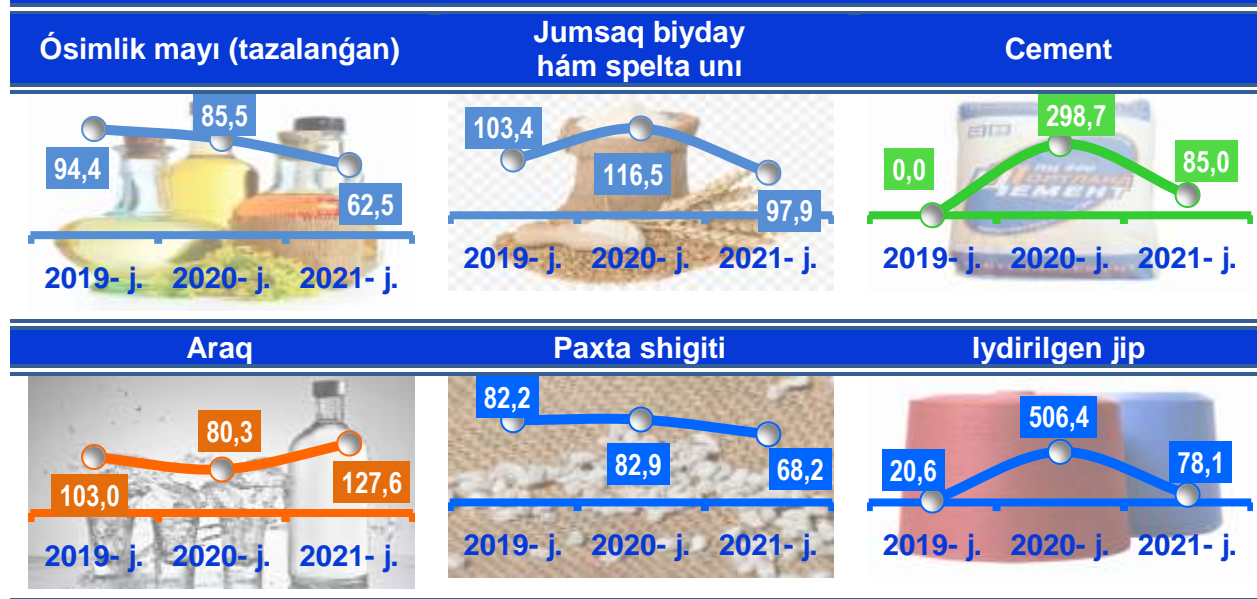 Ósimlik mayı (tazalanǵan)
Jumsaq biyday
hám spelta unı
Cement
94,4
85,5
62,5
2019- j. 2020- j. 2021- j.
103,4
116,5
97,9
2019- j. 2020- j. 2021- j.
0,0
298,7
85,0
2019- j. 2020- j. 2021- j.
Araq
Paxta shigiti
Iydirilgen jip
103,0
80,3
127,6
2019- j. 2020- j. 2021- j.
82,2
82,9
68,2
2019- j. 2020- j. 2021- j.
20,6
506,4
78,1
2019- j. 2020- j. 2021- j.